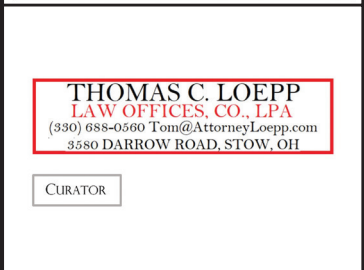 THOMAS C. LOEPP
LAW OFFICES, CO., LPA
(330) 688-0560 Tom@AttorneyLoepp.com
3580 DARROW ROAD, STOW, OH
CURATOR